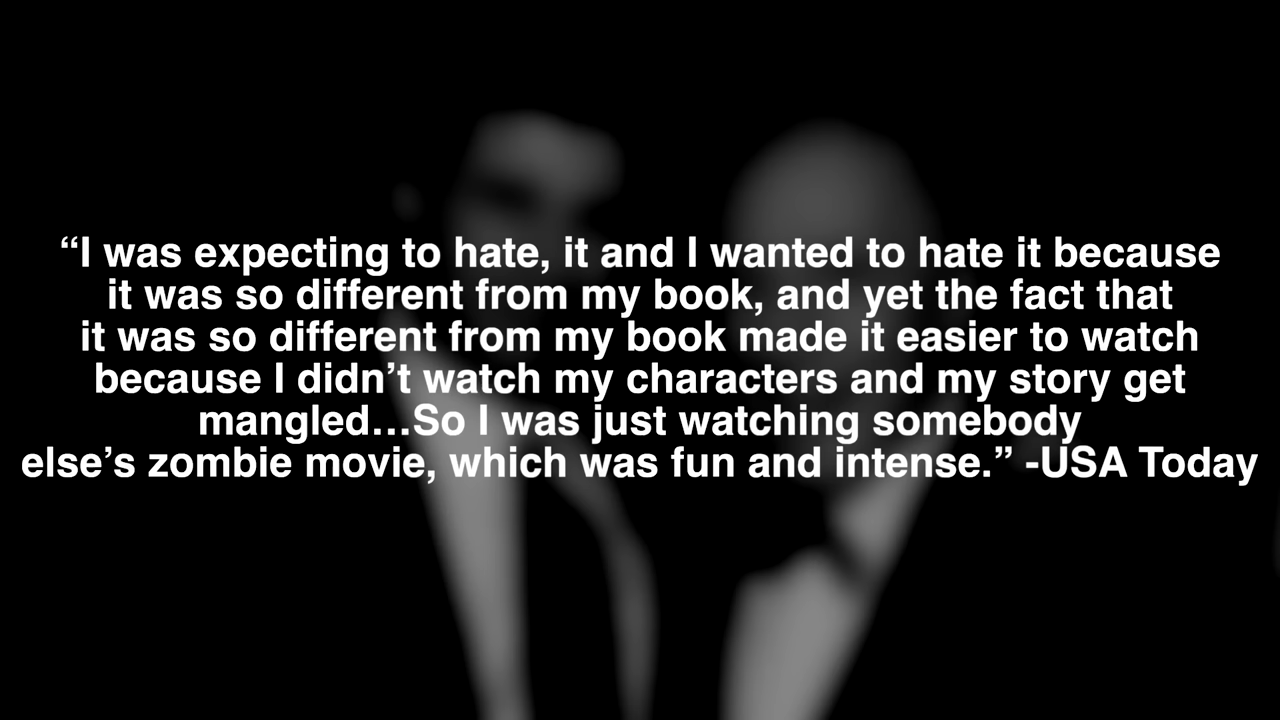 “I was expecting to hate, it and I wanted to hate it because
it was so different from my book, and yet the fact that
it was so different from my book made it easier to watch
because I didn’t watch my characters and my story get
mangled…So I was just watching somebody
else’s zombie movie, which was fun and intense.” -USA Today